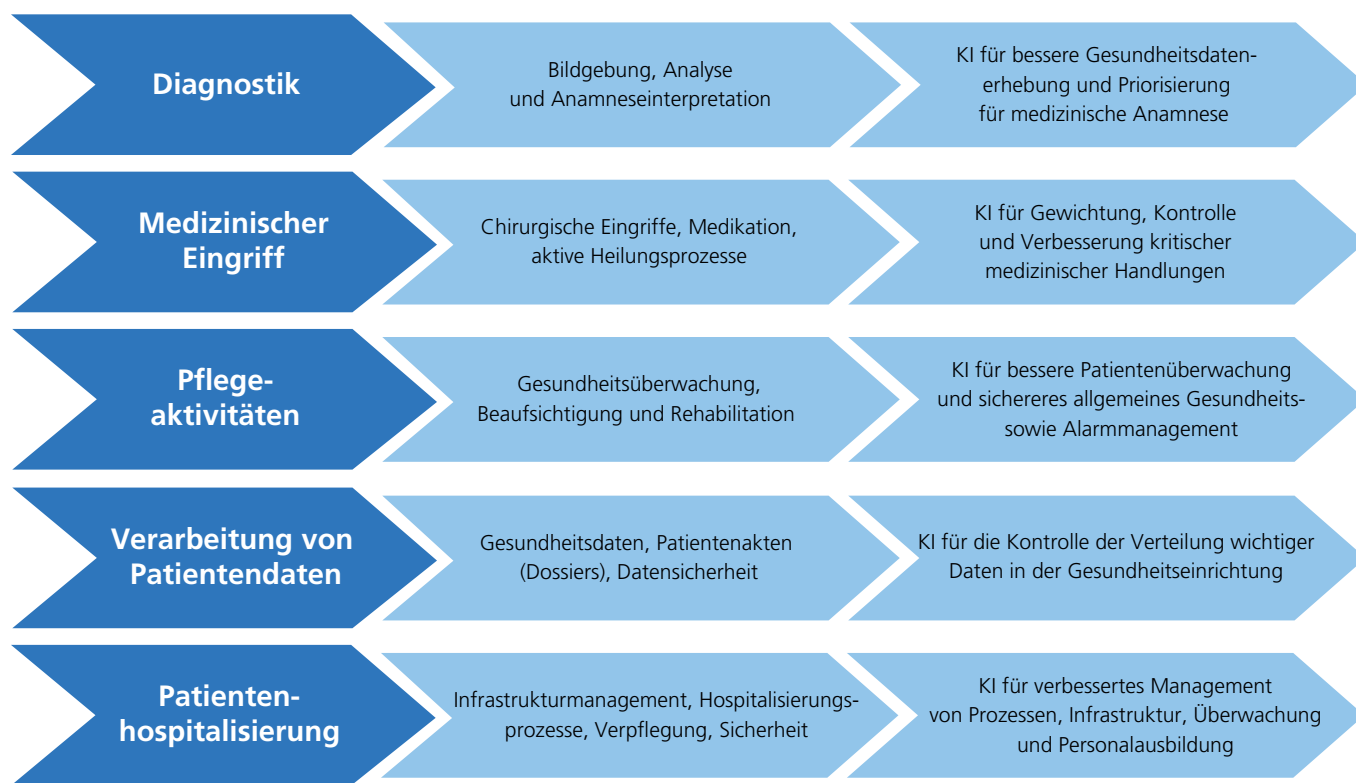 Diagnostik
Bildgebung, Analyse
und Anamneseinterpretation
KI für bessere Gesundheitsdaten-
erhebung und Priorisierung
für medizinische Anamnese
Medizinischer
Eingriff
Chirurgische Eingriffe, Medikation,
aktive Heilungsprozesse
KI für Gewichtung, Kontrolle
und Verbesserung kritischer
medizinischer Handlungen
Pflege-
aktivitäten
Gesundheitsüberwachung,
Beaufsichtigung und Rehabilitation
KI für bessere Patientenüberwachung
und sichereres allgemeines Gesundheits-
sowie Alarmmanagement
Verarbeitung von
Patientendaten
Gesundheitsdaten, Patientenakten
(Dossiers), Datensicherheit
KI für die Kontrolle der Verteilung wichtiger
Daten in der Gesundheitseinrichtung
Patienten-
hospitalisierung
Infrastrukturmanagement, Hospitalisierungs-
prozesse, Verpflegung, Sicherheit
KI für verbessertes Management
von Prozessen, Infrastruktur, Überwachung
und Personalausbildung